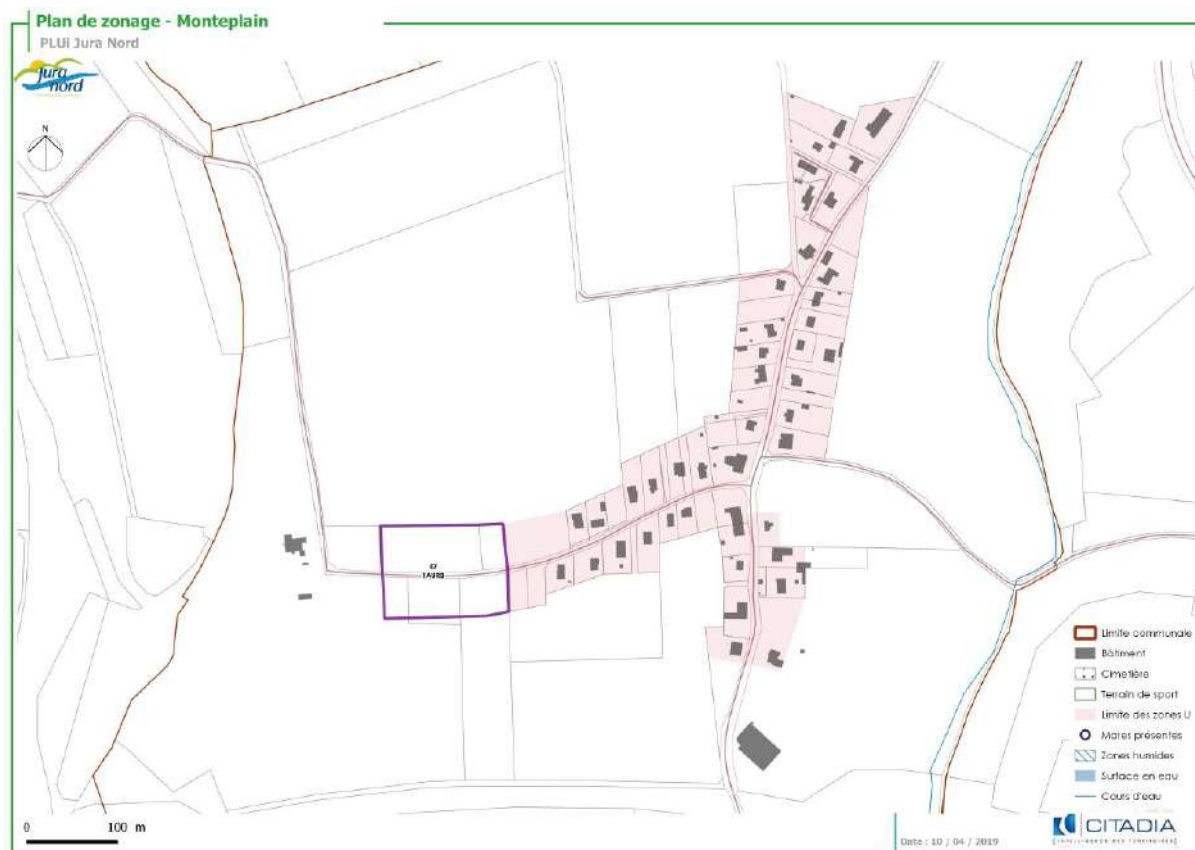 Plan de zonage - Monteplain
PLUi Jura Nord
Jura
nord
N
1AURb
Limite communale
Bâtiment
Cimetière
Terrain de sport
Limite des zones U
Mares présentes
Zones humides
Surface en eau
Cours d'eau
0 100 m
Date : 10 / 04 / 2019
CITADIA